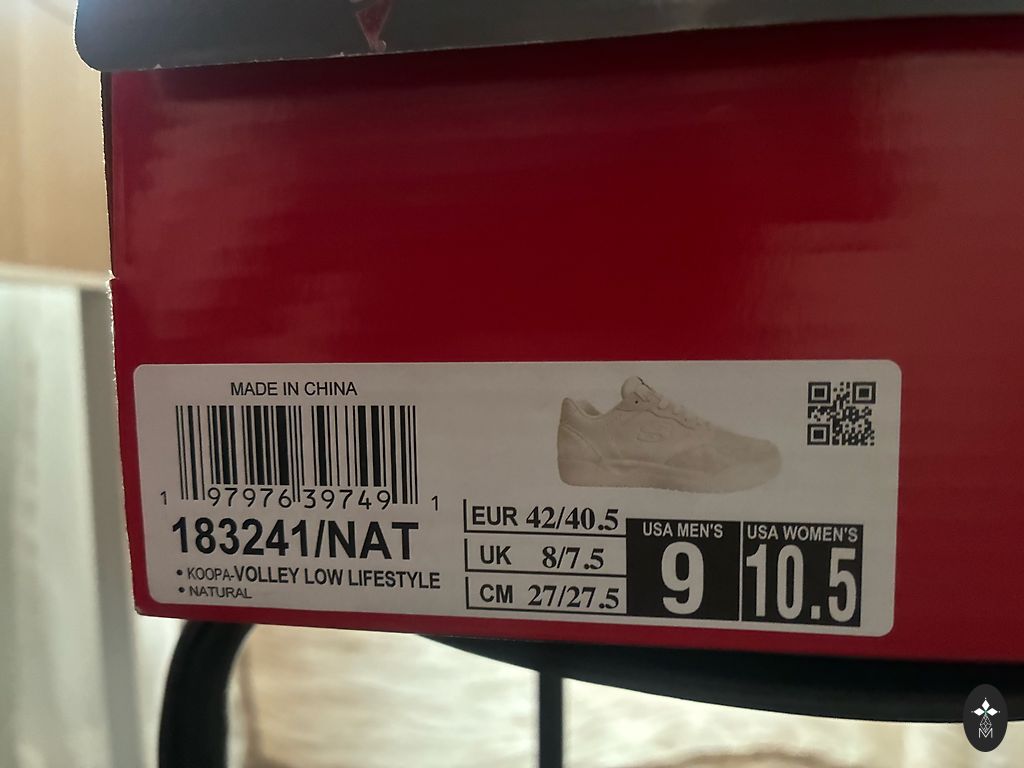 MADE IN CHINA
1 97976 39749 1
183241/NAT
• KOOPA-VOLLEY LOW LIFESTYLE
• NATURAL
EUR 42/40.5
UK 8/7.5
CM 27/27.5
USA MEN'S
9
USA WOMEN'S
10.5
M